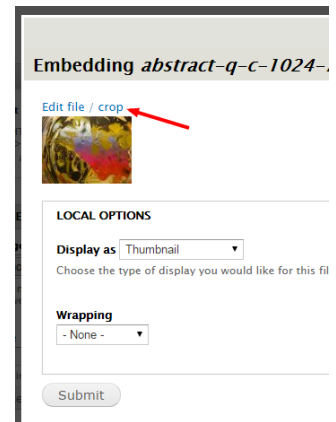 Embedding abstract-q-c-1024-
Edit file / crop
LOCAL OPTIONS
Display as Thumbnail
Choose the type of display you would like for this fil
Wrapping
- None -
Submit